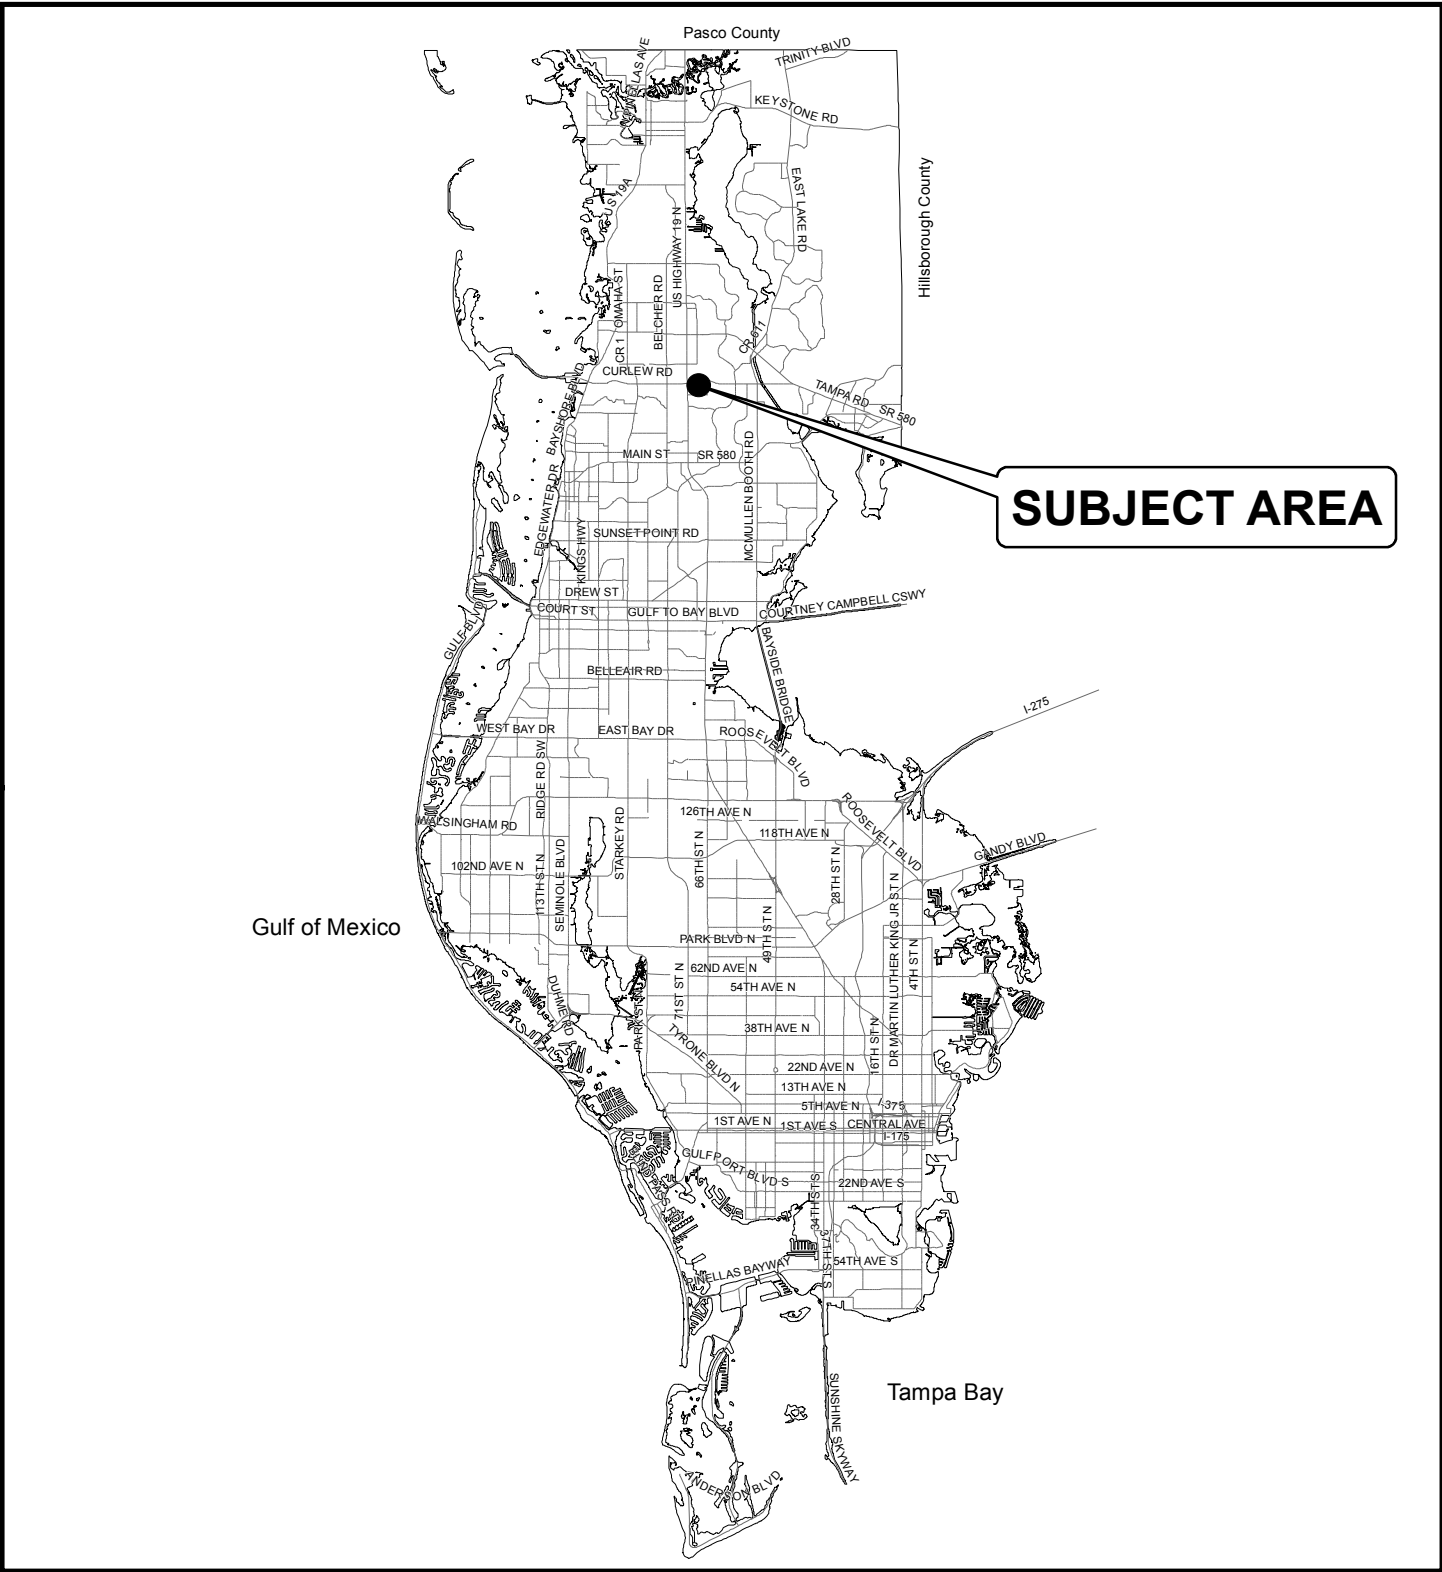 Pasco County
TRINITY BLVD
KEYSTONE RD
Hillsborough County
EAST LAKE RD
US 19A
US HIGHWAY 19 N
OMAHA ST
CR 1
BELCHER RD
CR 611
CURLEW RD
TAMPA RD
SR 580
BAYSHORE BLVD
MAIN ST
SR 580
MCMULLEN BOOTH RD
SUBJECT AREA
EDGEWATER DR
KINGS HWY
SUNSET POINT RD
DREW ST
COURT ST
GULF TO BAY BLVD
COURTNEY CAMPBELL CSWY
GULF BLVD
BAYSIDE BRIDGE
BELLEAIR RD
I-275
WEST BAY DR
EAST BAY DR
ROOSEVELT BLVD
RIDGE RD SW
WALSINGHAM RD
STARKEY RD
126TH AVE N
118TH AVE N
ROOSEVELT BLVD
GANDY BLVD
66TH ST N
28TH ST N
102ND AVE N
113TH ST N
SEMINOLE BLVD
DR MARTIN LUTHER KING JR ST N
Gulf of Mexico
49TH ST N
4TH ST N
PARK BLVD N
62ND AVE N
71ST ST N
54TH AVE N
DUHME RD
PARK ST N
38TH AVE N
16TH ST N
TYRONE BLVD N
22ND AVE N
13TH AVE N
5TH AVE N
I-375
1ST AVE N
1ST AVE S
CENTRAL AVE
I-175
GULFPORT BLVD S
22ND AVE S
34TH ST S
37TH ST S
54TH AVE S
PINELLAS BAYWAY
SUNSHINE SKYWAY
Tampa Bay
ANDERSON BLVD